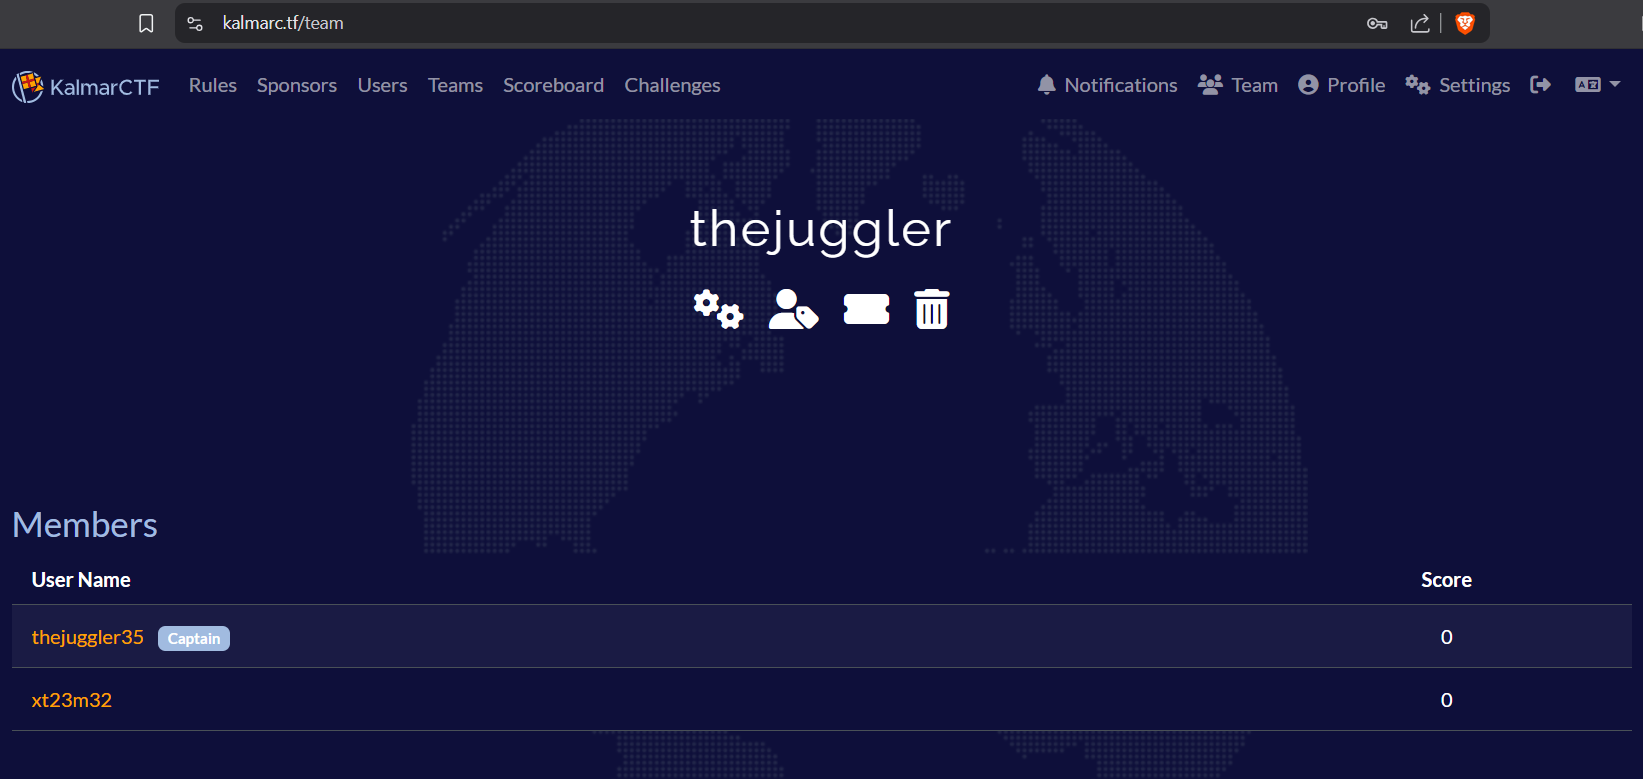 kalmarc.tf/team
KalmarCTF Rules Sponsors Users Teams Scoreboard Challenges Notifications Team Profile Settings
thejuggler
Members
User Name Score
thejuggler35 Captain 0
xt23m32 0